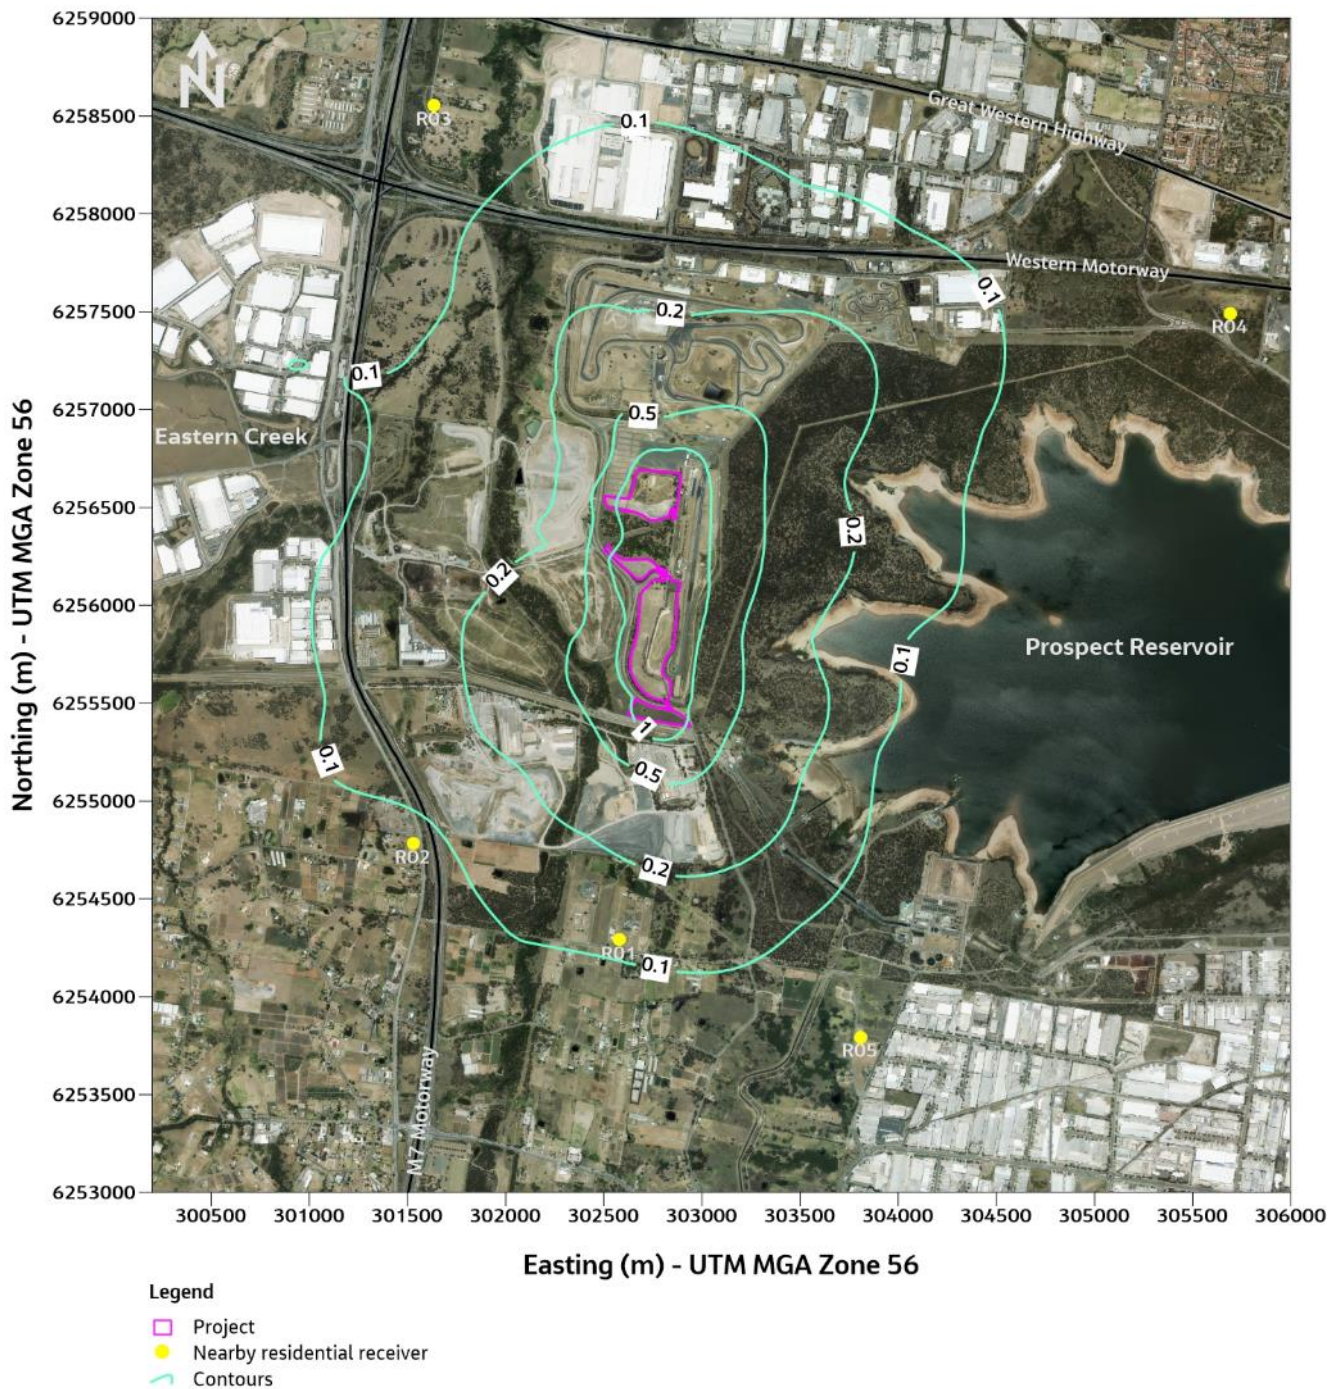 6259000
N
R03
6258500
0.1
Great Western Highway
6258000
Western Motorway
0.1
6257500
0.2
R04
0.1
6257000
0.5
Eastern Creek
6256500
0.2
0.2
6256000
Prospect Reservoir
0.1
6255500
1
0.1
0.5
6255000
R02
0.2
6254500
R01
0.1
6254000
R05
6253500
M7 Motorway
6253000
300500 301000 301500 302000 302500 303000 303500 304000 304500 305000 305500 306000
Northing (m) - UTM MGA Zone 56
Easting (m) - UTM MGA Zone 56
Legend
Project
Nearby residential receiver
Contours